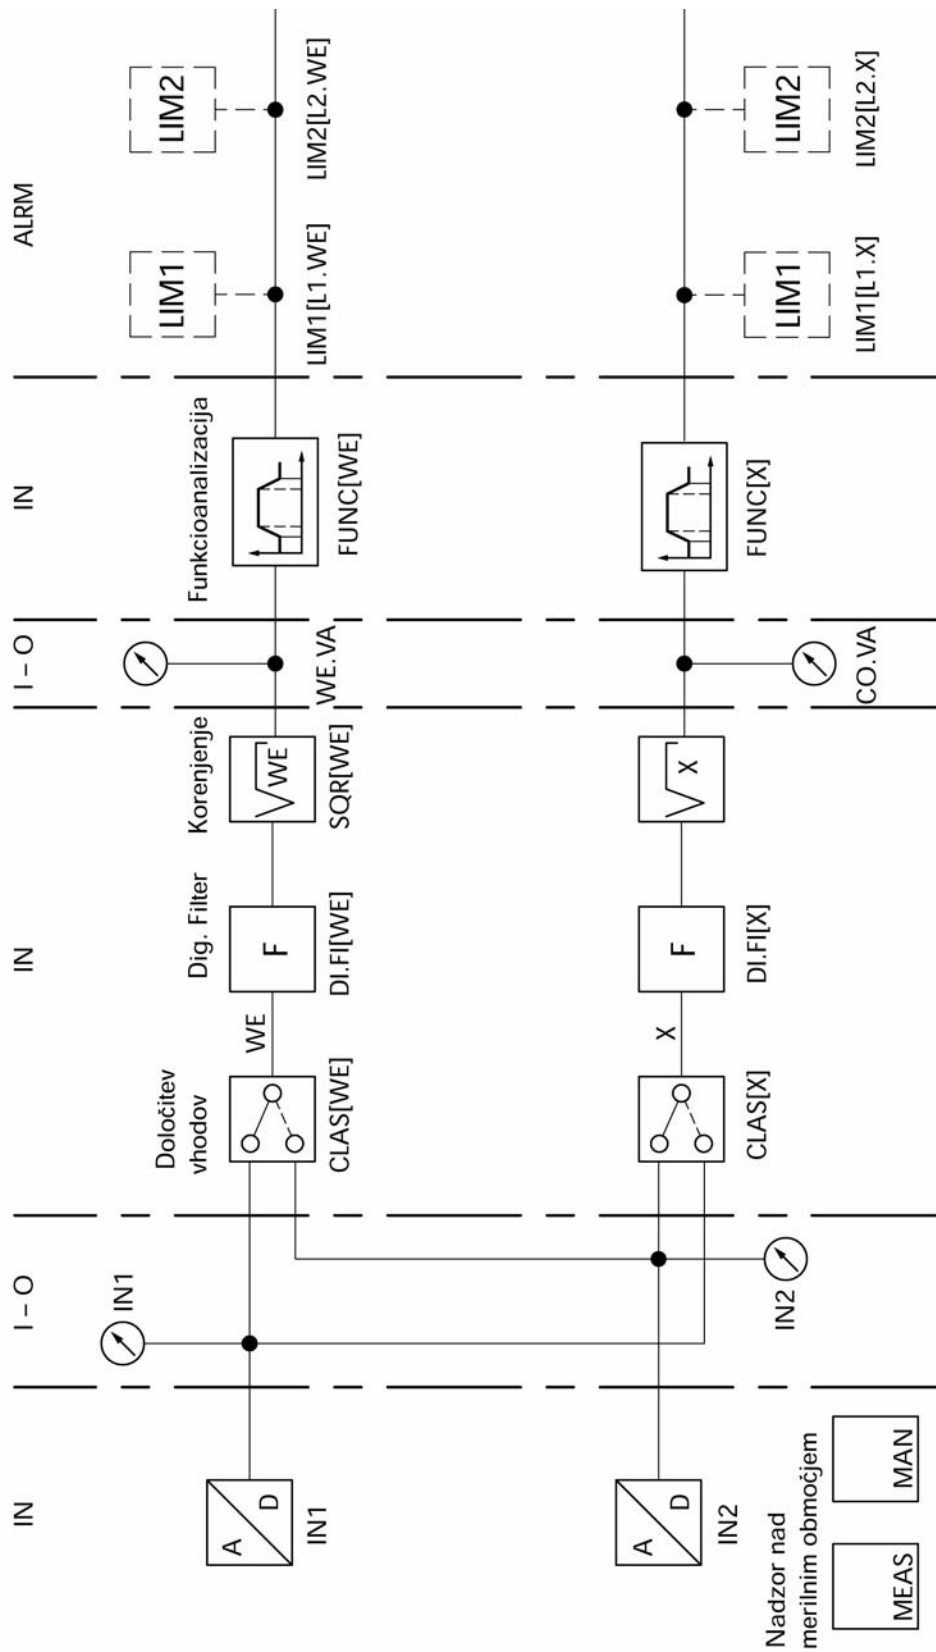 IN
I – O
IN
I – O
IN
ALRM
A
D
IN1
IN1
Določitev
vhodov
CLAS[WE]
WE
Dig. Filter
F
DI.FI[WE]
Korenjenje
WE
SQR[WE]
WE.VA
Funkcioanalizacija
FUNC[WE]
LIM1
LIM1[L1.WE]
LIM2
LIM2[L2.WE]
A
D
IN2
IN2
CLAS[X]
X
F
DI.FI[X]
X
CO.VA
FUNC[X]
LIM1
LIM1[L1.X]
LIM2
LIM2[L2.X]
Nadzor nad
merilnim območjem
MEAS
MAN